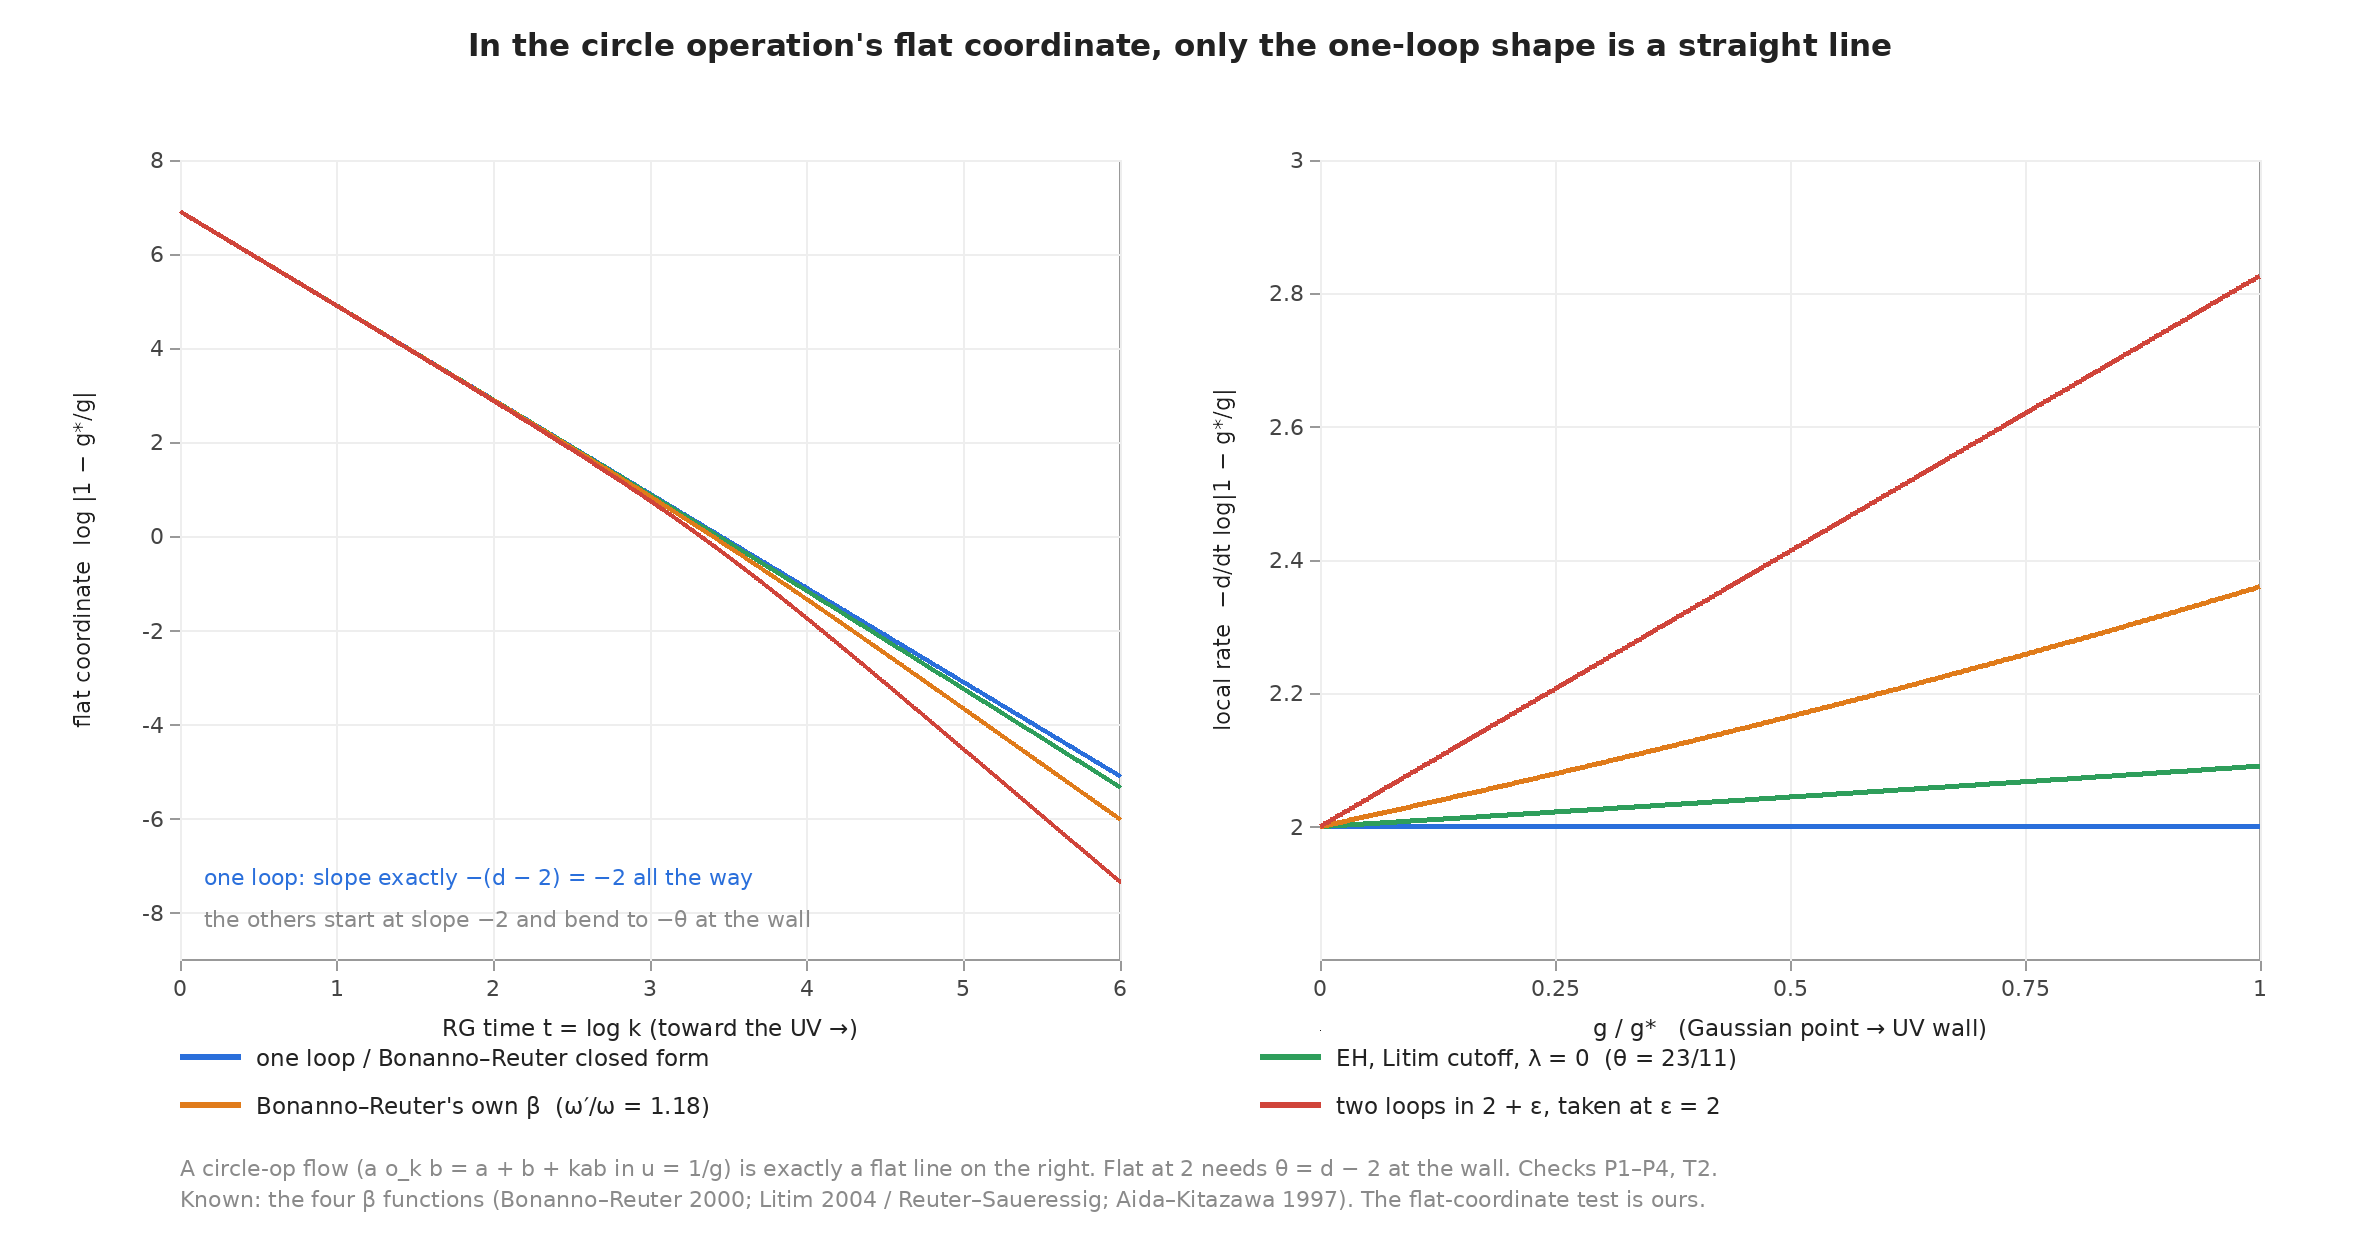 In the circle operation's flat coordinate, only the one-loop shape is a straight line
flat coordinate log |1 − g*/g|
8
6
4
2
0
-2
-4
-6
-8
one loop: slope exactly −(d − 2) = −2 all the way
the others start at slope −2 and bend to −θ at the wall
0 1 2 3 4 5 6
RG time t = log k (toward the UV →)
local rate −d/dt log|1 − g*/g|
3
2.8
2.6
2.4
2.2
2
0 0.25 0.5 0.75 1
g / g* (Gaussian point → UV wall)
one loop / Bonanno–Reuter closed form
EH, Litim cutoff, λ = 0 (θ = 23/11)
Bonanno–Reuter's own β (ω′/ω = 1.18)
two loops in 2 + ε, taken at ε = 2
A circle-op flow (a o_k b = a + b + kab in u = 1/g) is exactly a flat line on the right. Flat at 2 needs θ = d − 2 at the wall. Checks P1–P4, T2.
Known: the four β functions (Bonanno–Reuter 2000; Litim 2004 / Reuter–Saueressig; Aida–Kitazawa 1997). The flat-coordinate test is ours.